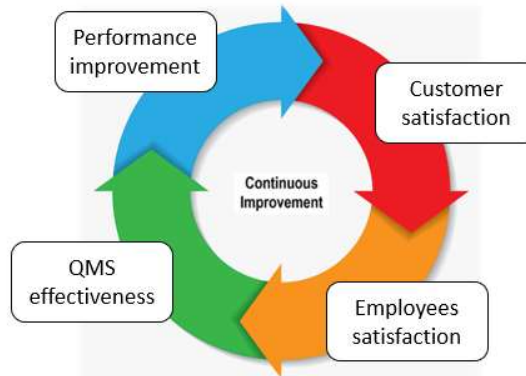 Performance
improvement
Customer
satisfaction
Continuous
Improvement
QMS
effectiveness
Employees
satisfaction